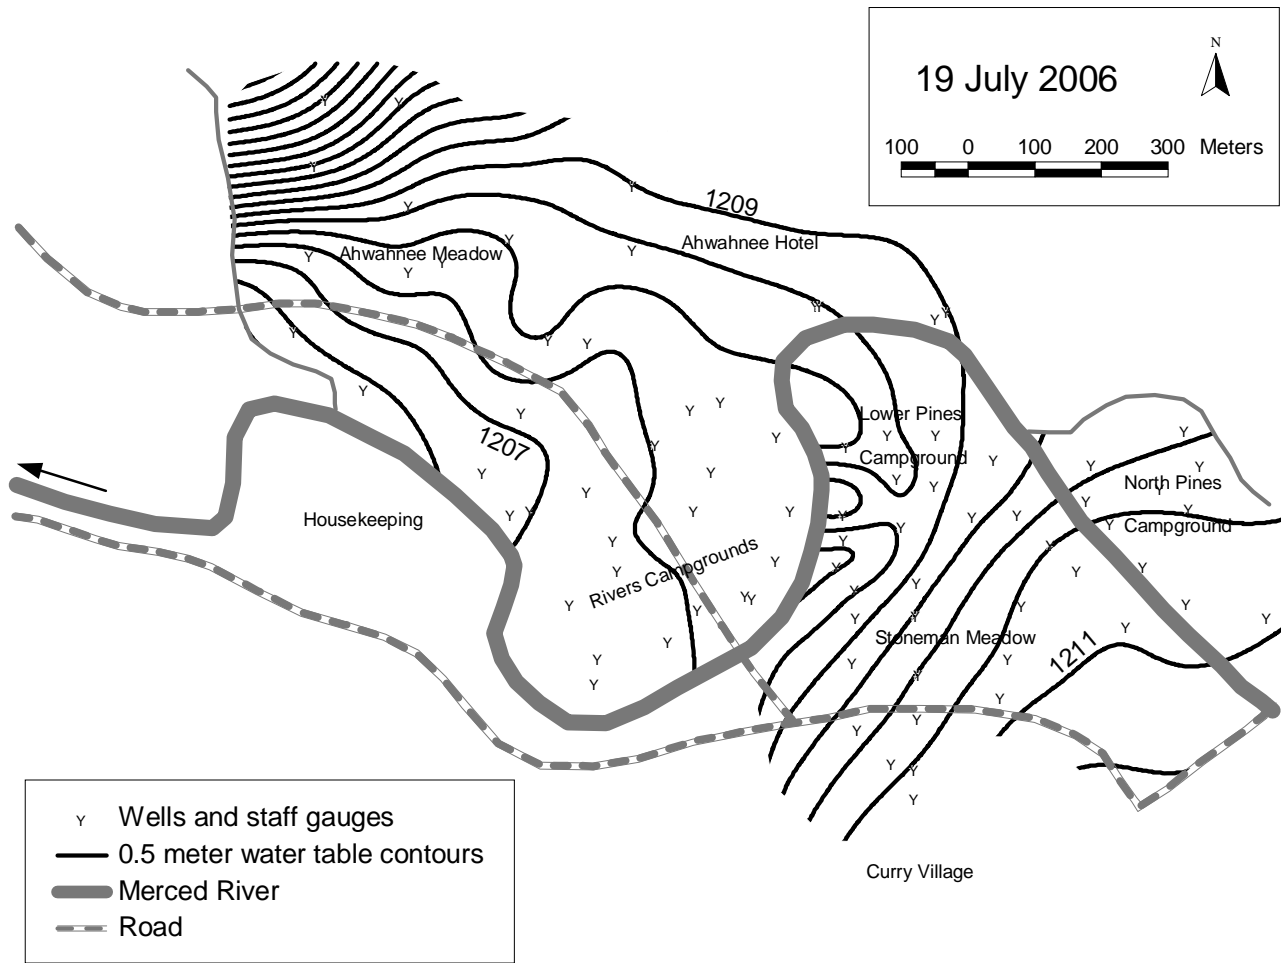 N
19 July 2006
100 0 100 200 300 Meters
1209
Ahwahnee Hotel
Ahwahnee Meadow
Lower Pines
Campground
1207
North Pines
Campground
Housekeeping
Rivers Campgrounds
Stoneman Meadow
1211
Curry Village
Y Wells and staff gauges
0.5 meter water table contours
Merced River
Road